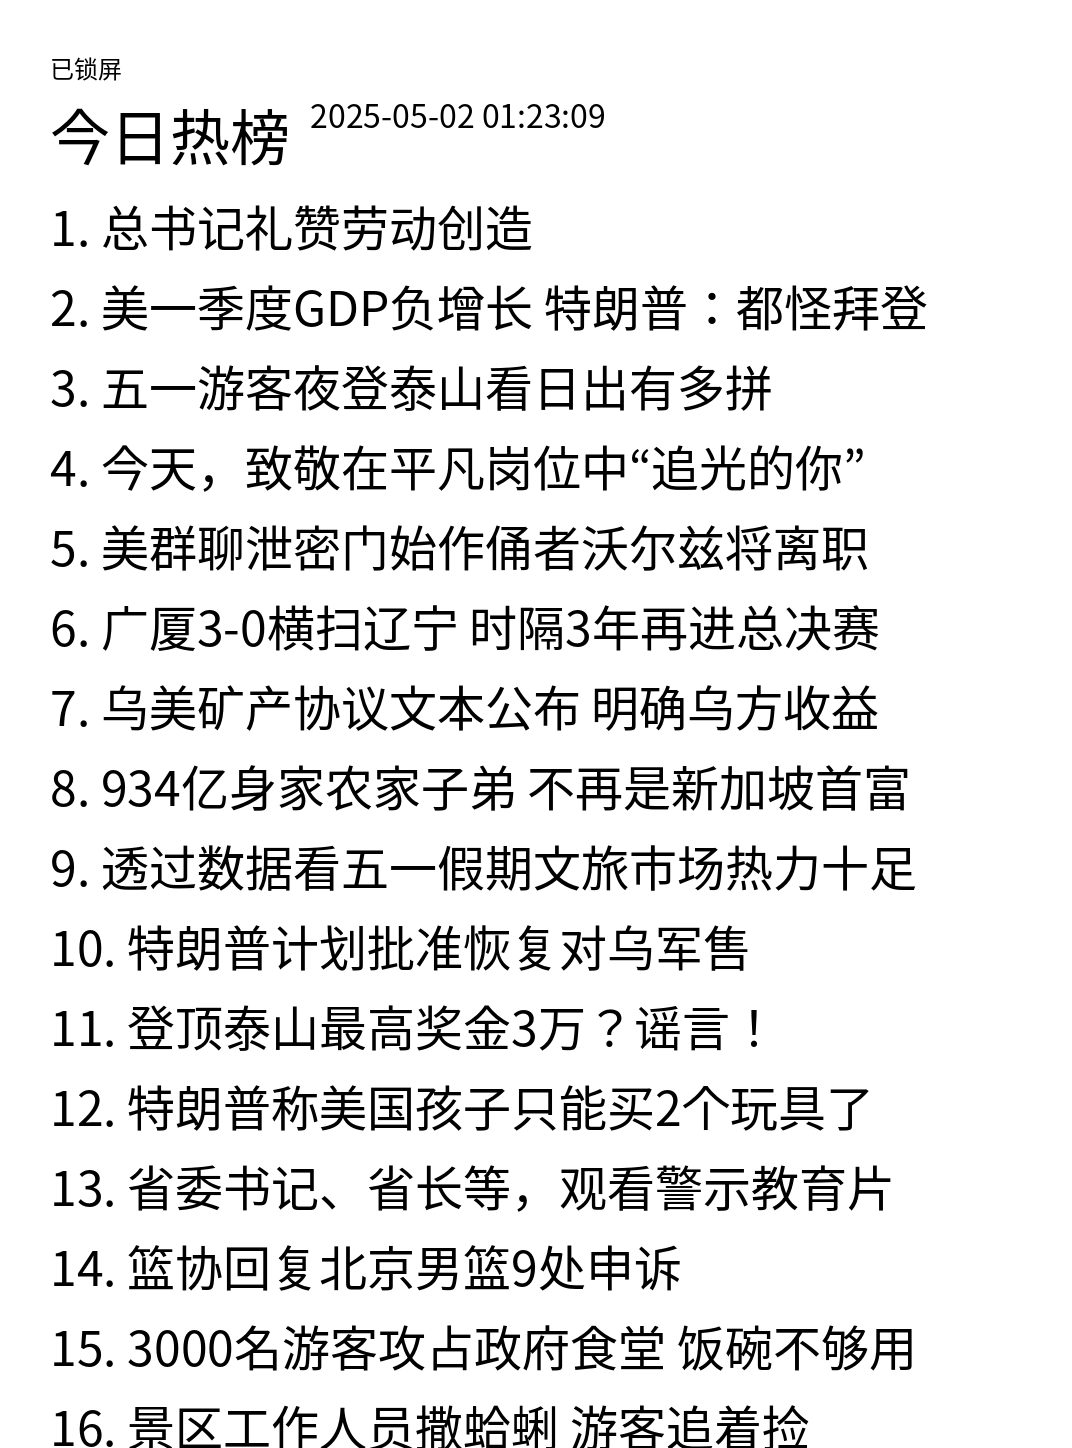 已锁屏
今日热榜 2025-05-02 01:23:09
1. 总书记礼赞劳动创造
2. 美一季度GDP负增长 特朗普：都怪拜登
3. 五一游客夜登泰山看日出有多拼
4. 今天，致敬在平凡岗位中“追光的你”
5. 美群聊泄密门始作俑者沃尔兹将离职
6. 广厦3-0横扫辽宁 时隔3年再进总决赛
7. 乌美矿产协议文本公布 明确乌方收益
8. 934亿身家农家子弟 不再是新加坡首富
9. 透过数据看五一假期文旅市场热力十足
10. 特朗普计划批准恢复对乌军售
11. 登顶泰山最高奖金3万？谣言！
12. 特朗普称美国孩子只能买2个玩具了
13. 省委书记、省长等，观看警示教育片
14. 篮协回复北京男篮9处申诉
15. 3000名游客攻占政府食堂 饭碗不够用
16. 景区工作人员撒蛤蜊 游客追着捡